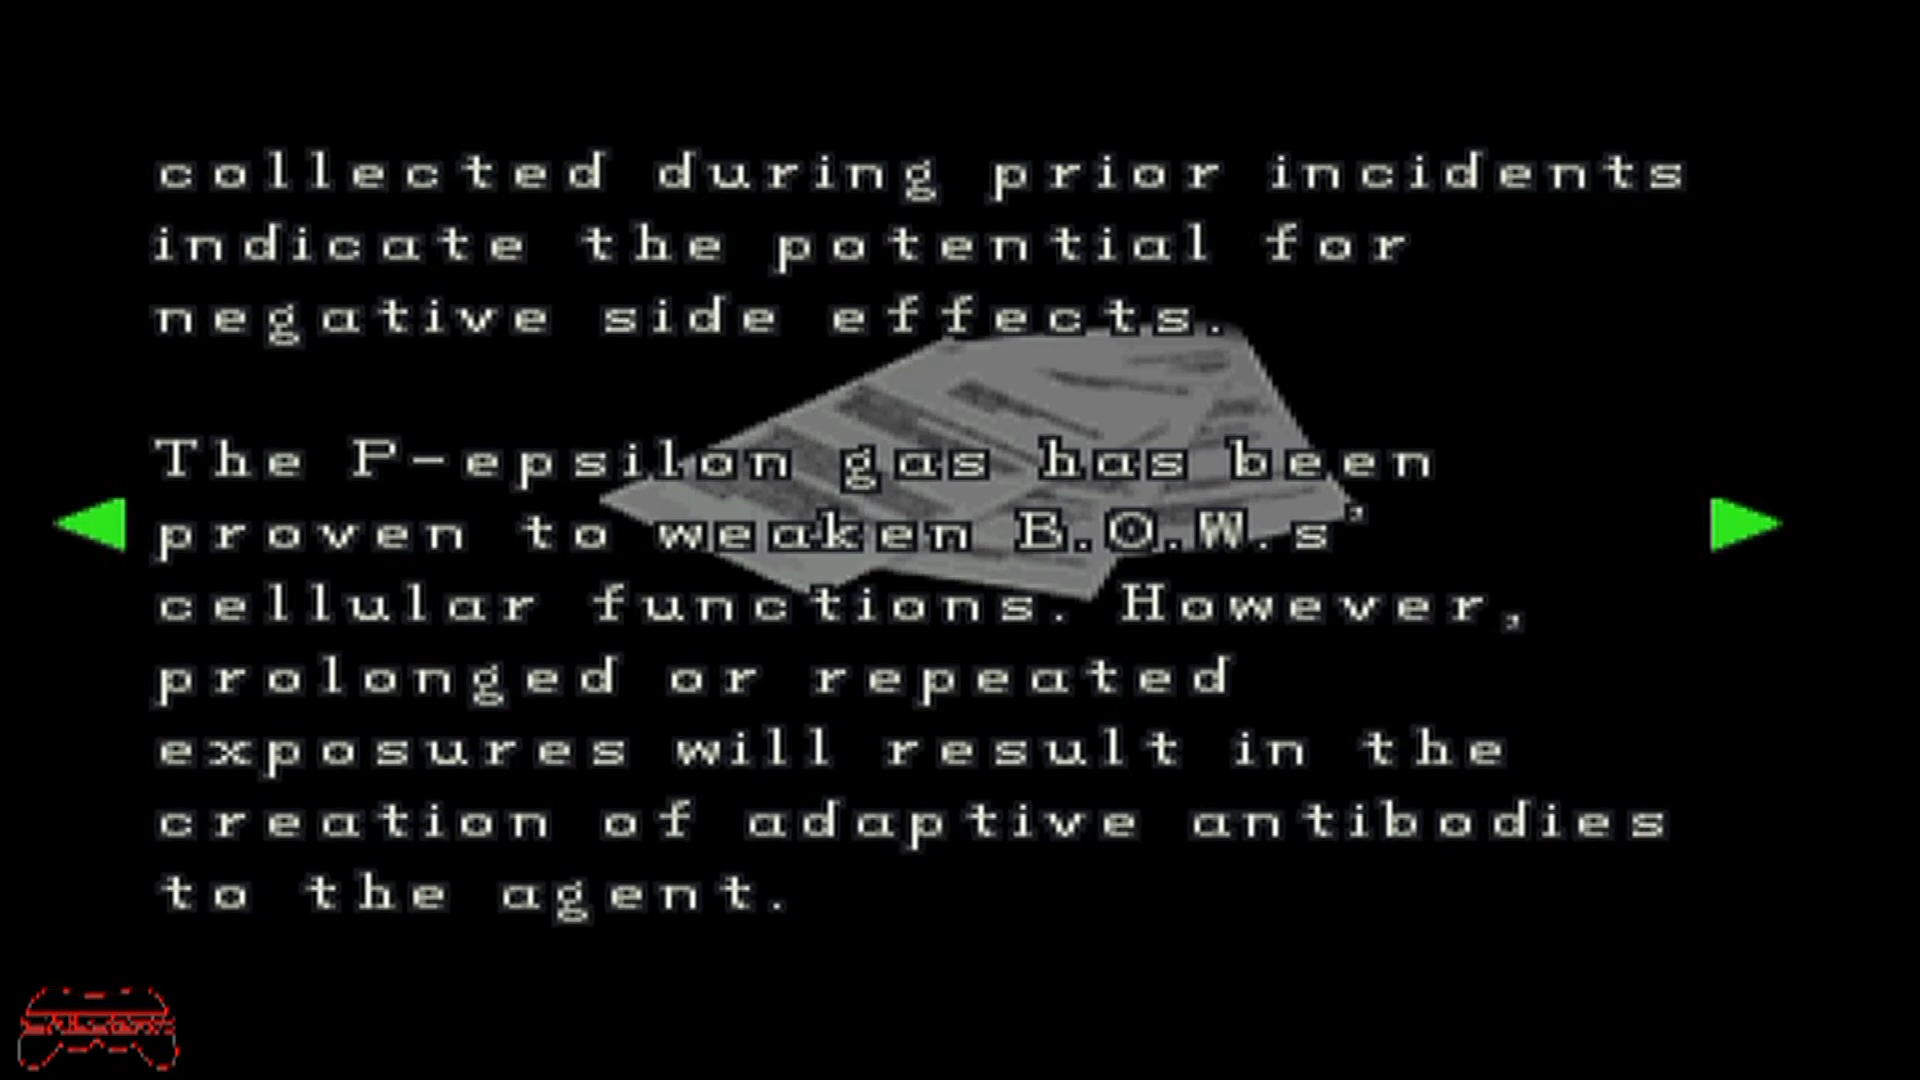 collected during prior incidents
indicate the potential for
negative side effects.
The P-epsilon gas has been
proven to weaken B.O.W.s'
cellular functions. However,
prolonged or repeated
exposures will result in the
creation of adaptive antibodies
to the agent.